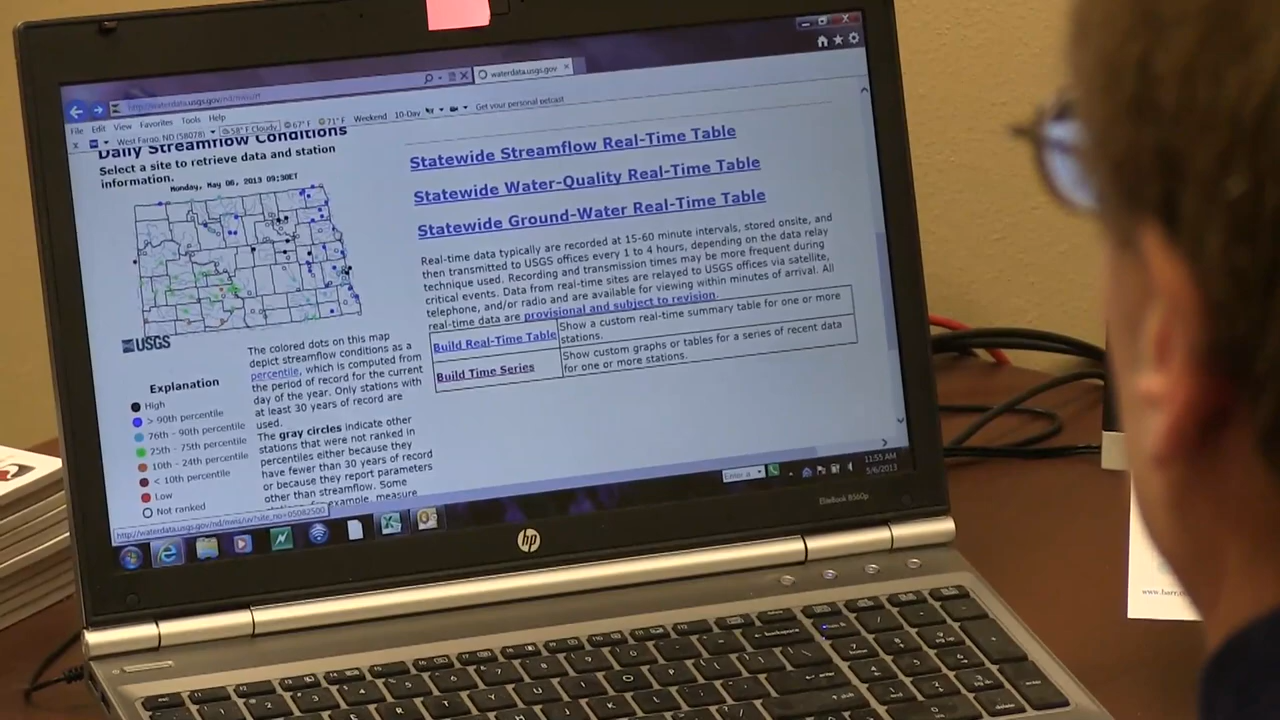 waterdata.usgs.gov
File Edit View Favorites Tools Help
West Fargo, ND (58078) 58° F Cloudy 67° F 71° F Weekend 10-Day Get your personal petcast
Daily Streamflow Conditions
Select a site to retrieve data and station
information.
Monday, May 06, 2013 09:30ET
USGS
Explanation
High
> 90th percentile
76th - 90th percentile
25th - 75th percentile
10th - 24th percentile
< 10th percentile
Low
Not ranked
The colored dots on this map
depict streamflow conditions as a
percentile, which is computed from
the period of record for the current
day of the year. Only stations with
at least 30 years of record are
used.
The gray circles indicate other
stations that were not ranked in
percentiles either because they
have fewer than 30 years of record
or because they report parameters
other than streamflow. Some
example, measure
Statewide Streamflow Real-Time Table
Statewide Water-Quality Real-Time Table
Statewide Ground-Water Real-Time Table
Real-time data typically are recorded at 15-60 minute intervals, stored onsite, and
then transmitted to USGS offices every 1 to 4 hours, depending on the data relay
technique used. Recording and transmission times may be more frequent during
critical events. Data from real-time sites are relayed to USGS offices via satellite,
telephone, and/or radio and are available for viewing within minutes of arrival. All
real-time data are provisional and subject to revision.
Build Real-Time Table Show a custom real-time summary table for one or more
stations.
Build Time Series Show custom graphs or tables for a series of recent data
for one or more stations.
http://waterdata.usgs.gov/nd/nwis/uv?site_no=05082500
11:55 AM
5/6/2013
EliteBook 8560p
hp